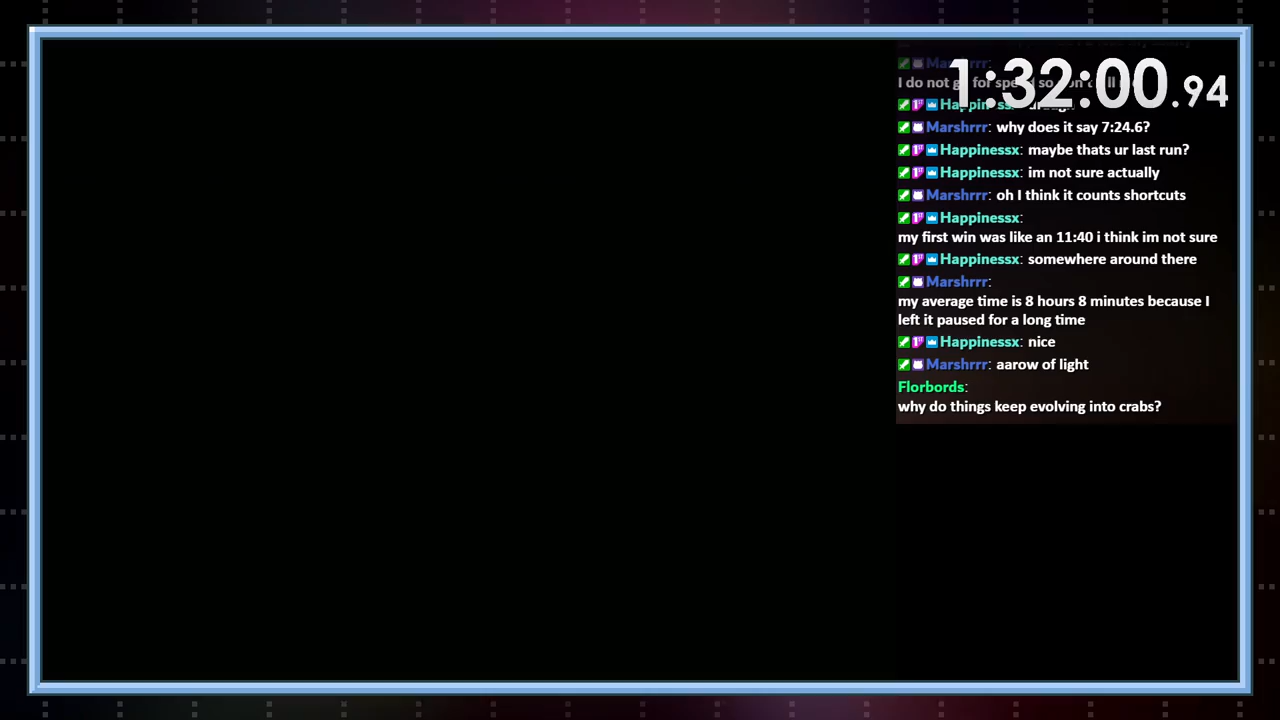 1:32:00.94
Marshrrr:
I do not
Marshrrr: why does it say 7:24.6?
Happinessx: maybe thats ur last run?
Happinessx: im not sure actually
Marshrrr: oh I think it counts shortcuts
Happinessx:
my first win was like an 11:40 i think im not sure
Happinessx: somewhere around there
Marshrrr:
my average time is 8 hours 8 minutes because I
left it paused for a long time
Happinessx: nice
Marshrrr: aarow of light
Florbords:
why do things keep evolving into crabs?